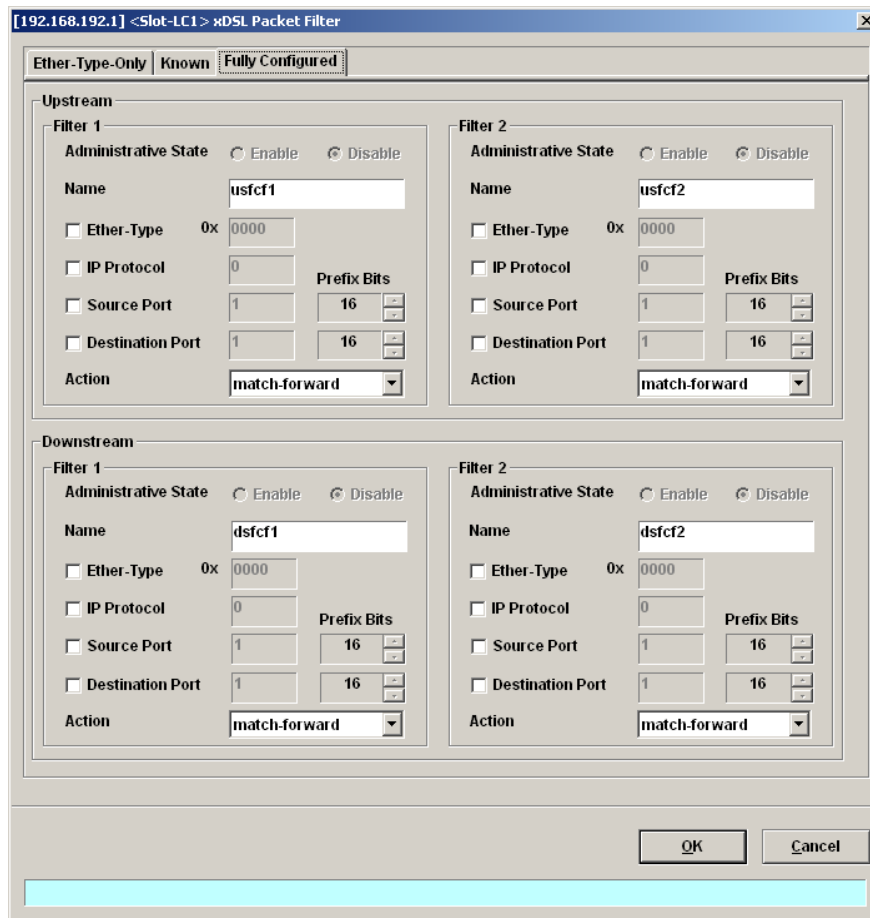 [192.168.192.1] <Slot-LC1> xDSL Packet Filter
Ether-Type-Only Known Fully Configured
Upstream
Filter 1
Administrative State Enable Disable
Name usfcf1
Ether-Type 0x 0000
IP Protocol 0
Prefix Bits
Source Port 1 16
Destination Port 1 16
Action match-forward
Filter 2
Administrative State Enable Disable
Name usfcf2
Ether-Type 0x 0000
IP Protocol 0
Prefix Bits
Source Port 1 16
Destination Port 1 16
Action match-forward
Downstream
Filter 1
Administrative State Enable Disable
Name dsfcf1
Ether-Type 0x 0000
IP Protocol 0
Prefix Bits
Source Port 1 16
Destination Port 1 16
Action match-forward
Filter 2
Administrative State Enable Disable
Name dsfcf2
Ether-Type 0x 0000
IP Protocol 0
Prefix Bits
Source Port 1 16
Destination Port 1 16
Action match-forward
OK Cancel